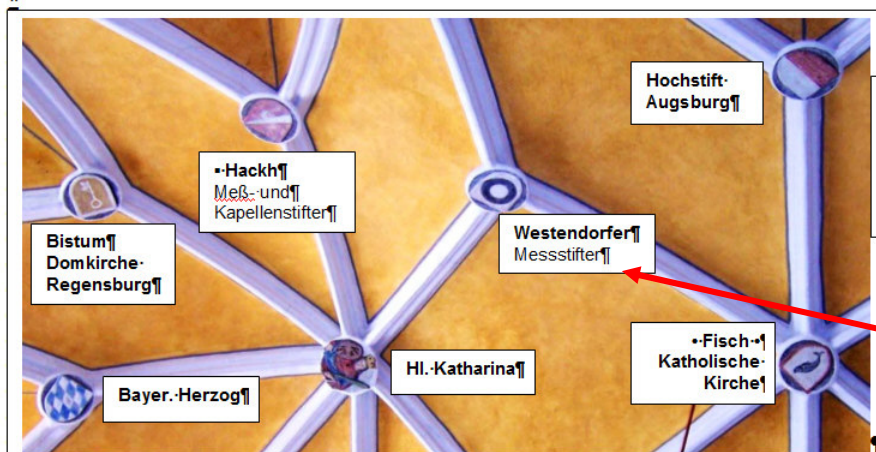 Hochstift·
Augsburg¶
▪·Hackh¶
Meß-·und¶
Kapellenstifter¶
Westendorfer¶
Messstifter¶
Bistum¶
Domkirche·
Regensburg¶
•·Fisch·•¶
Katholische·
Kirche¶
Hl.·Katharina¶
Bayer.·Herzog¶